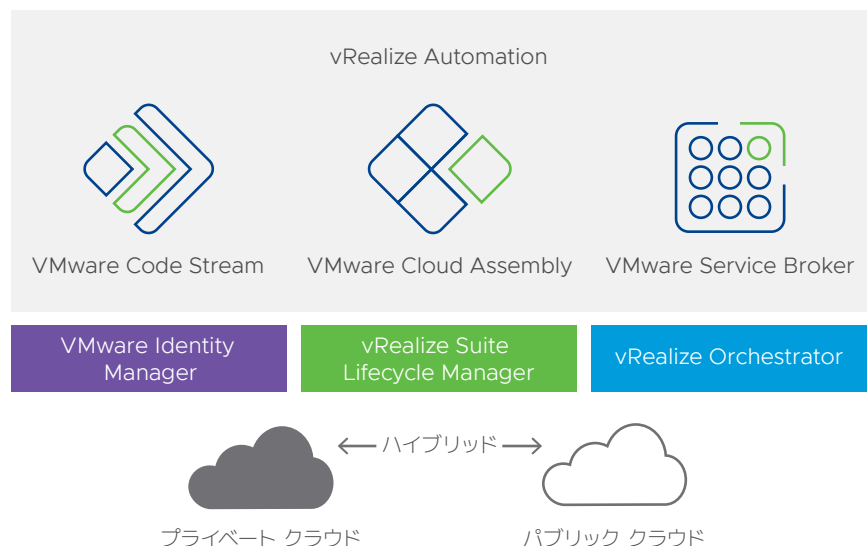 vRealize Automation
VMware Code Stream
VMware Cloud Assembly
VMware Service Broker
VMware Identity
Manager
vRealize Suite
Lifecycle Manager
vRealize Orchestrator
ハイブリッド
プライベート クラウド
パブリック クラウド